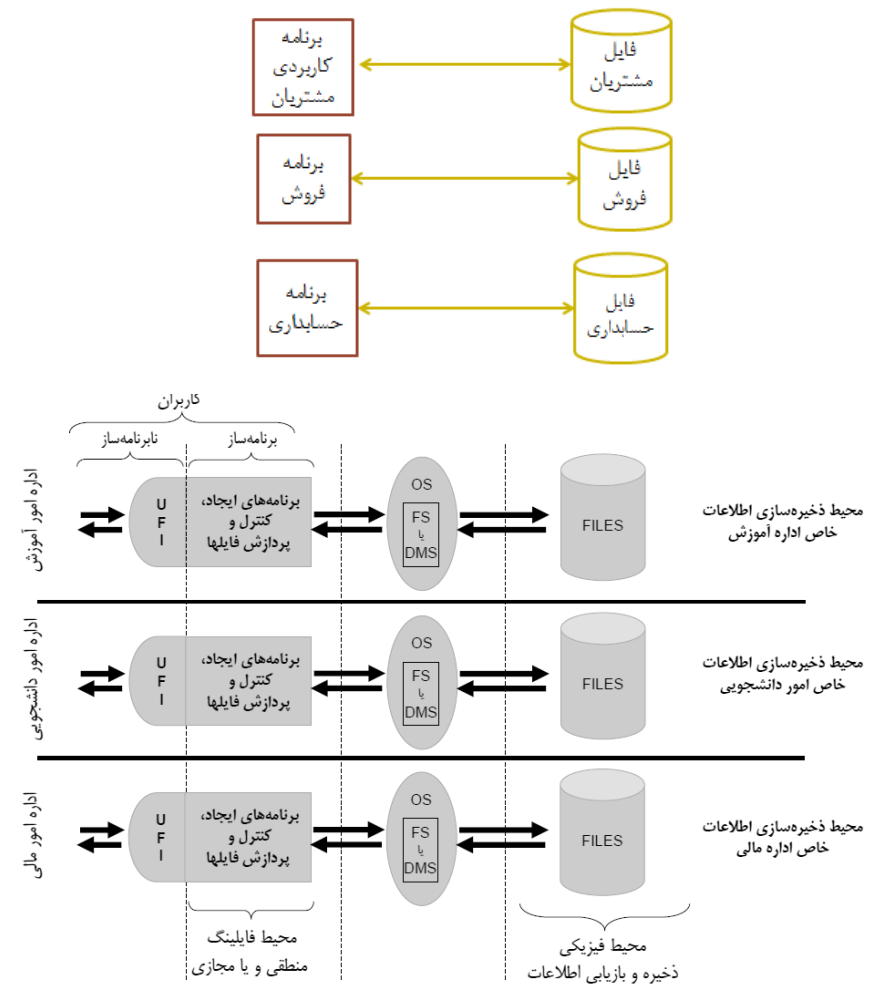 برنامه
کاربردی
مشتریان
فایل
مشتریان
برنامه
فروش
فایل
فروش
برنامه
حسابداری
فایل
حسابداری
کاربران
نابرنامه‌ساز
برنامه‌ساز
اداره امور آموزش
U
F
I
برنامه‌های ایجاد،
کنترل و
پردازش فایلها
OS
FS
یا
DMS
FILES
محیط ذخیره‌سازی اطلاعات
خاص اداره آموزش
اداره امور دانشجویی
U
F
I
برنامه‌های ایجاد،
کنترل و
پردازش فایلها
OS
FS
یا
DMS
FILES
محیط ذخیره‌سازی اطلاعات
خاص امور دانشجویی
اداره امور مالی
U
F
I
برنامه‌های ایجاد،
کنترل و
پردازش فایلها
OS
FS
یا
DMS
FILES
محیط ذخیره‌سازی اطلاعات
خاص اداره مالی
محیط فایلینگ
منطقی و یا مجازی
محیط فیزیکی
ذخیره و بازیابی اطلاعات